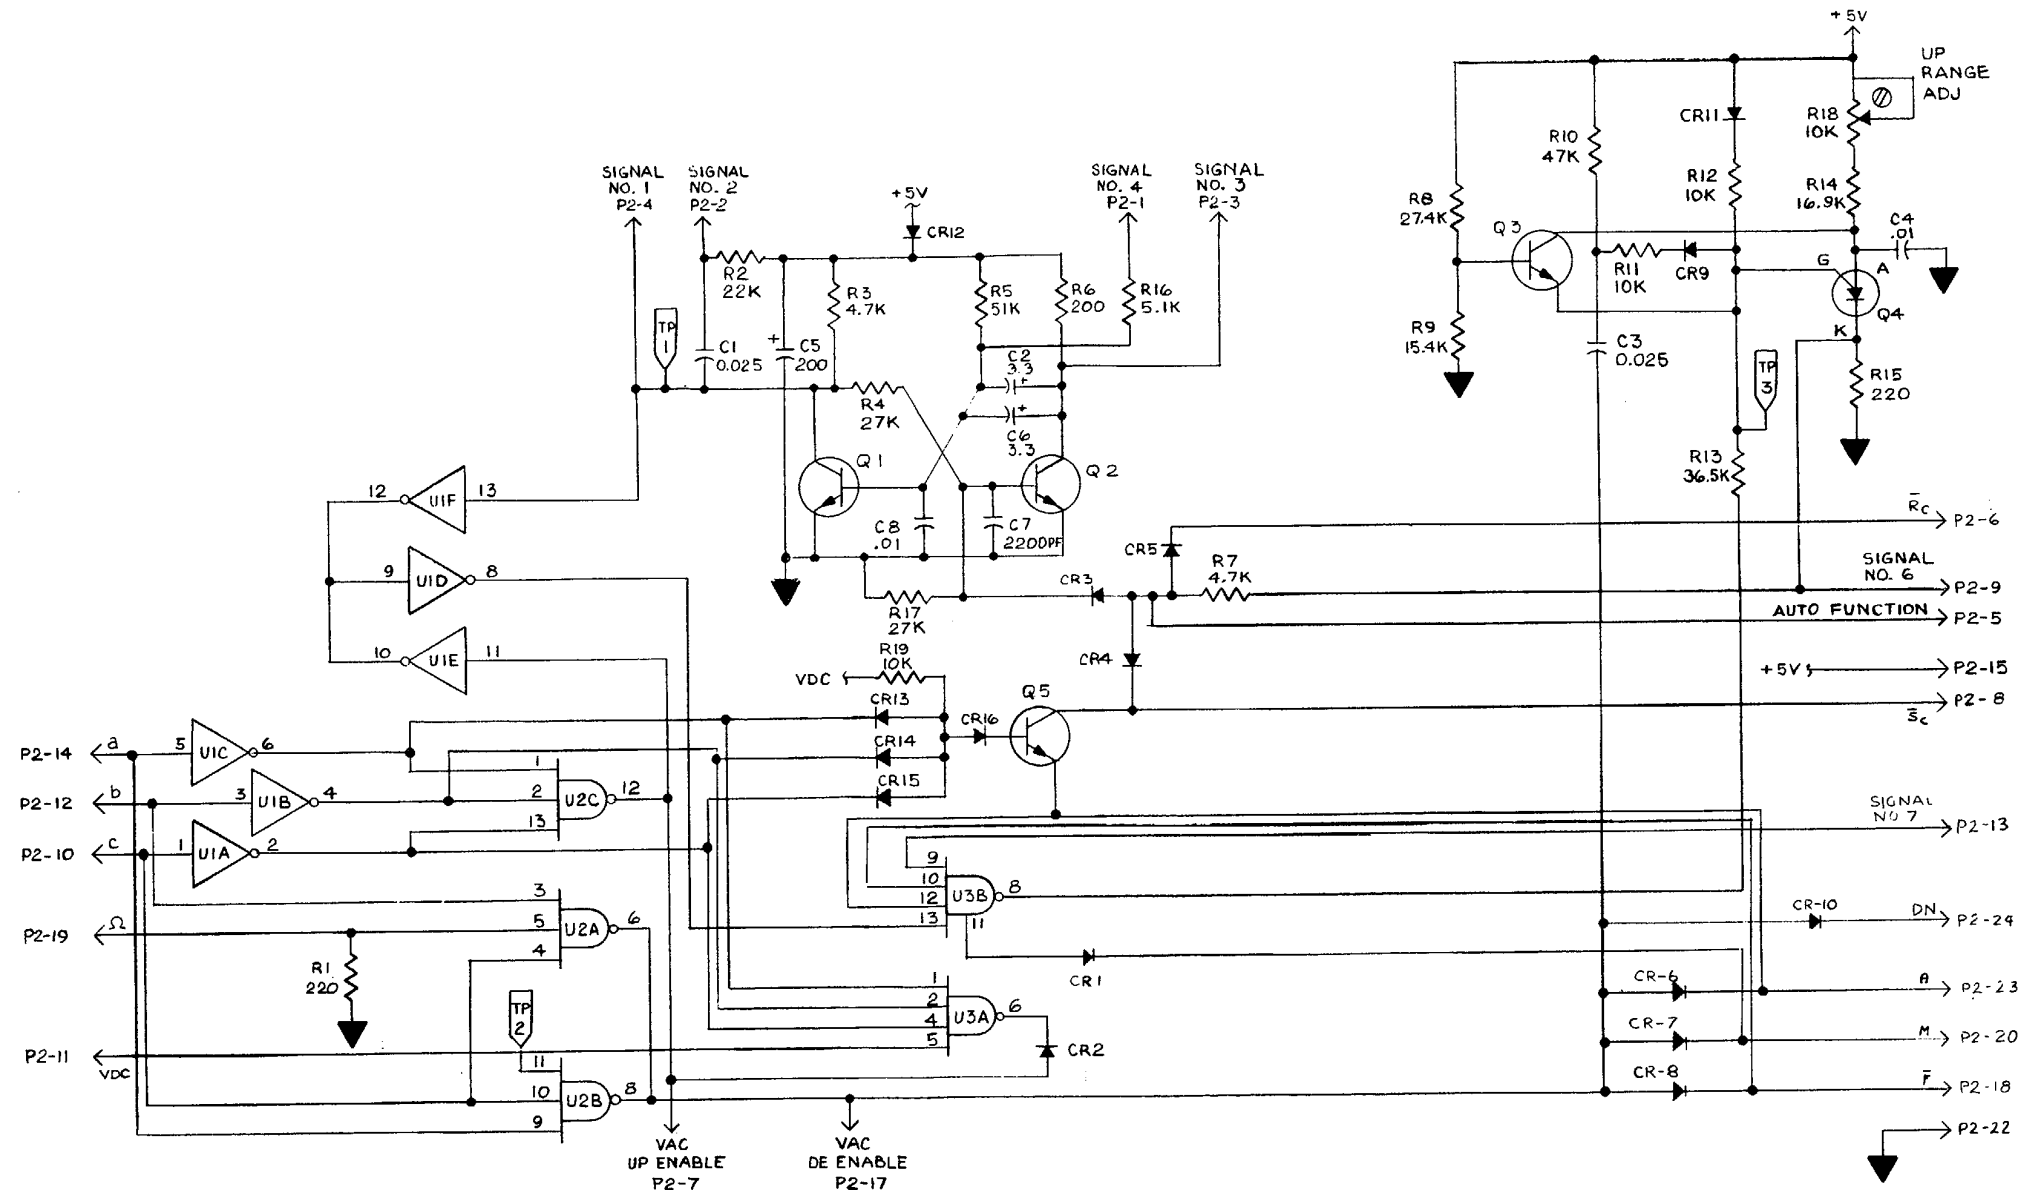 +5V
UP
RANGE
ADJ
R18
10K
CR11
R10
47K
R12
10K
R14
16.9K
SIGNAL
NO. 1
P2-4
SIGNAL
NO. 2
P2-2
+5V
CR12
SIGNAL
NO. 4
P2-1
SIGNAL
NO. 3
P2-3
R8
27.4K
Q3
C4
.01
R2
22K
R3
4.7K
R5
51K
R6
200
R16
5.1K
R11
10K
CR9
G
A
Q4
K
TP
1
C1
0.025
+
C5
200
C2
3.3
+
R9
15.4K
C3
0.025
TP
3
R15
220
R4
27K
+
C6
3.3
Q1
Q2
R13
36.5K
12
U1F
13
C8
.01
C7
2200PF
R̄c
P2-6
CR5
R7
4.7K
SIGNAL
NO. 6
P2-9
9
U1D
8
CR3
R17
27K
AUTO FUNCTION
P2-5
10
U1E
11
R19
10K
VDC
CR4
+5V
P2-15
CR13
Q5
P2-8
S̄c
CR16
P2-14
a
5
U1C
6
CR14
1
P2-12
b
3
U1B
4
2
U2C
12
CR15
13
SIGNAL
NO 7
P2-13
P2-10
c
1
U1A
2
9
10
12
13
U3B
8
11
3
5
4
U2A
6
P2-19
Ω
CR-10
DN
P2-24
R1
220
CR1
CR-6
A
P2-23
1
2
4
5
U3A
6
TP
2
CR-7
M
P2-20
P2-11
VDC
CR2
11
10
9
U2B
8
CR-8
F̄
P2-18
VAC
UP ENABLE
P2-7
VAC
DE ENABLE
P2-17
P2-22